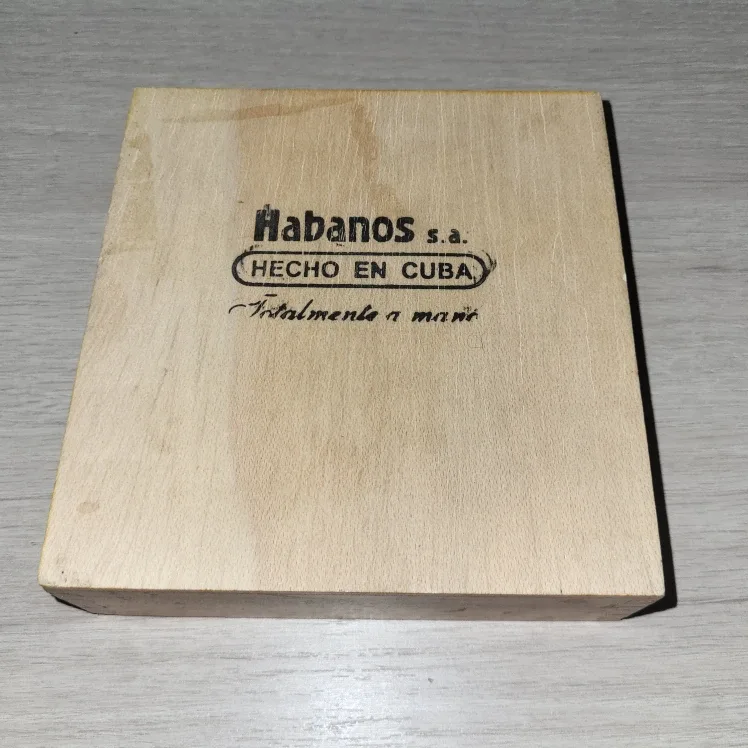 Habanos s.a.
HECHO EN CUBA
Totalmente a mano